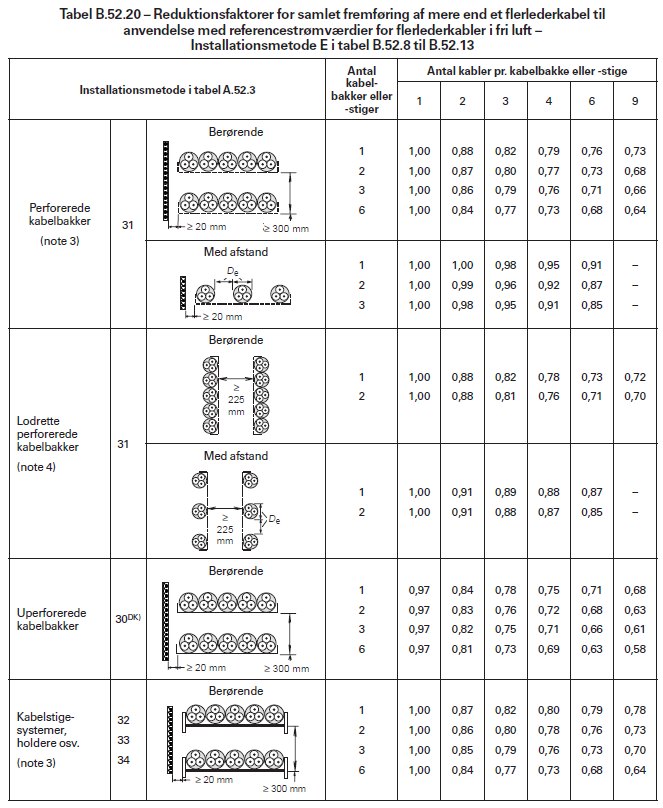 Tabel B.52.20 – Reduktionsfaktorer for samlet fremføring af mere end et flerlederkabel til
anvendelse med referencestrømværdier for flerlederkabler i fri luft –
Installationsmetode E i tabel B.52.8 til B.52.13
Installationsmetode i tabel A.52.3
Antal
kabel-
bakker eller
-stiger
Antal kabler pr. kabelbakke eller -stige
1 2 3 4 6 9
Perforerede
kabelbakker
(note 3)
31
Berørende
≥ 20 mm
≥ 300 mm
1 1,00 0,88 0,82 0,79 0,76 0,73
2 1,00 0,87 0,80 0,77 0,73 0,68
3 1,00 0,86 0,79 0,76 0,71 0,66
6 1,00 0,84 0,77 0,73 0,68 0,64
Med afstand
De
≥ 20 mm
1 1,00 1,00 0,98 0,95 0,91 –
2 1,00 0,99 0,96 0,92 0,87 –
3 1,00 0,98 0,95 0,91 0,85 –
Lodrette
perforerede
kabelbakker
(note 4)
31
Berørende
≥
225
mm
1 1,00 0,88 0,82 0,78 0,73 0,72
2 1,00 0,88 0,81 0,76 0,71 0,70
Med afstand
≥
225
mm
De
1 1,00 0,91 0,89 0,88 0,87 –
2 1,00 0,91 0,88 0,87 0,85 –
Uperforerede
kabelbakker
30DK)
Berørende
≥ 20 mm
≥ 300 mm
1 0,97 0,84 0,78 0,75 0,71 0,68
2 0,97 0,83 0,76 0,72 0,68 0,63
3 0,97 0,82 0,75 0,71 0,66 0,61
6 0,97 0,81 0,73 0,69 0,63 0,58
Kabelstige-
systemer,
holdere osv.
(note 3)
32
33
34
Berørende
≥ 20 mm
≥ 300 mm
1 1,00 0,87 0,82 0,80 0,79 0,78
2 1,00 0,86 0,80 0,78 0,76 0,73
3 1,00 0,85 0,79 0,76 0,73 0,70
6 1,00 0,84 0,77 0,73 0,68 0,64